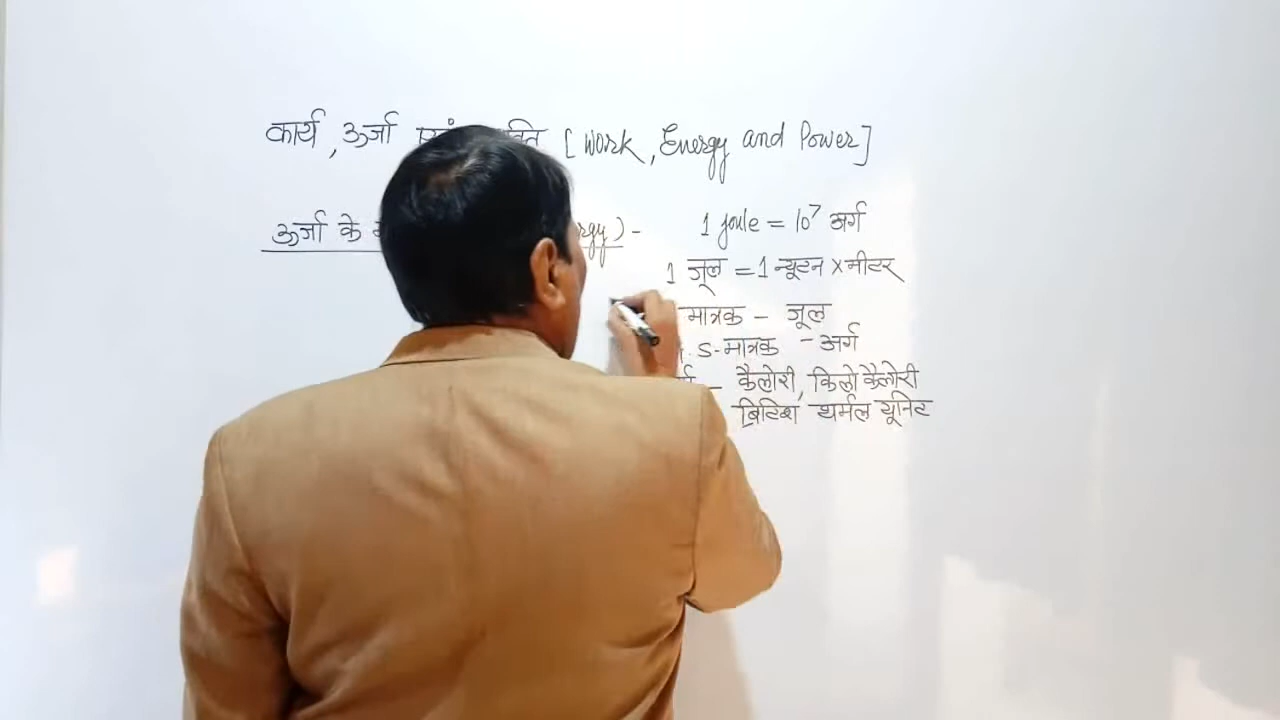 कार्य, ऊर्जा [Work, Energy and Power]
ऊर्जा के
1 joule = 10⁷ अर्ग
1 जूल = 1 न्यूटन × मीटर
मात्रक - जूल
S-मात्रक - अर्ग
- कैलोरी, किलो कैलोरी
ब्रिटिश थर्मल यूनिट